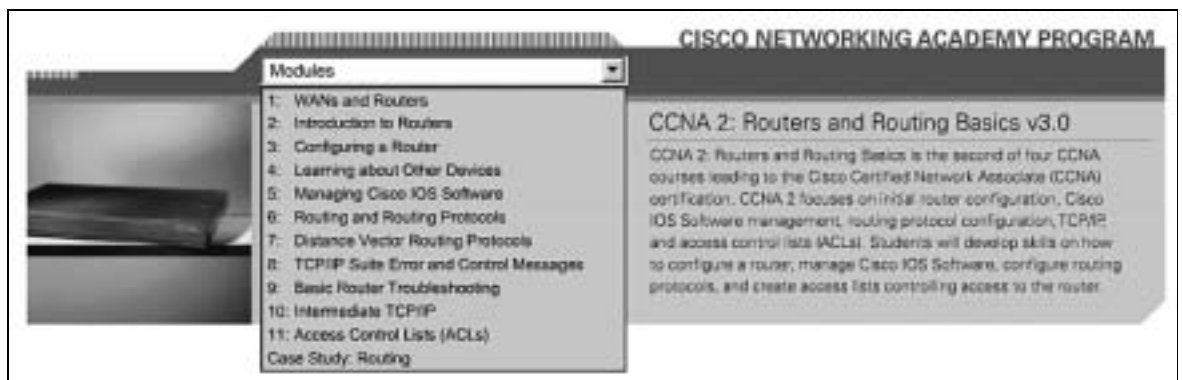 CISCO NETWORKING ACADEMY PROGRAM
Modules
1: WANs and Routers
2: Introduction to Routers
3: Configuring a Router
4: Learning about Other Devices
5: Managing Cisco IOS Software
6: Routing and Routing Protocols
7: Distance Vector Routing Protocols
8: TCP/IP Suite Error and Control Messages
9: Basic Router Troubleshooting
10: Intermediate TCP/IP
11: Access Control Lists (ACLs)
Case Study: Routing
CCNA 2: Routers and Routing Basics v3.0
CCNA 2: Routers and Routing Basics is the second of four CCNA
courses leading to the Cisco Certified Network Associate (CCNA)
certification. CCNA 2 focuses on initial router configuration, Cisco
IOS Software management, routing protocol configuration, TCP/IP,
and access control lists (ACLs). Students will develop skills on how
to configure a router, manage Cisco IOS Software, configure routing
protocols, and create access lists controlling access to the router.